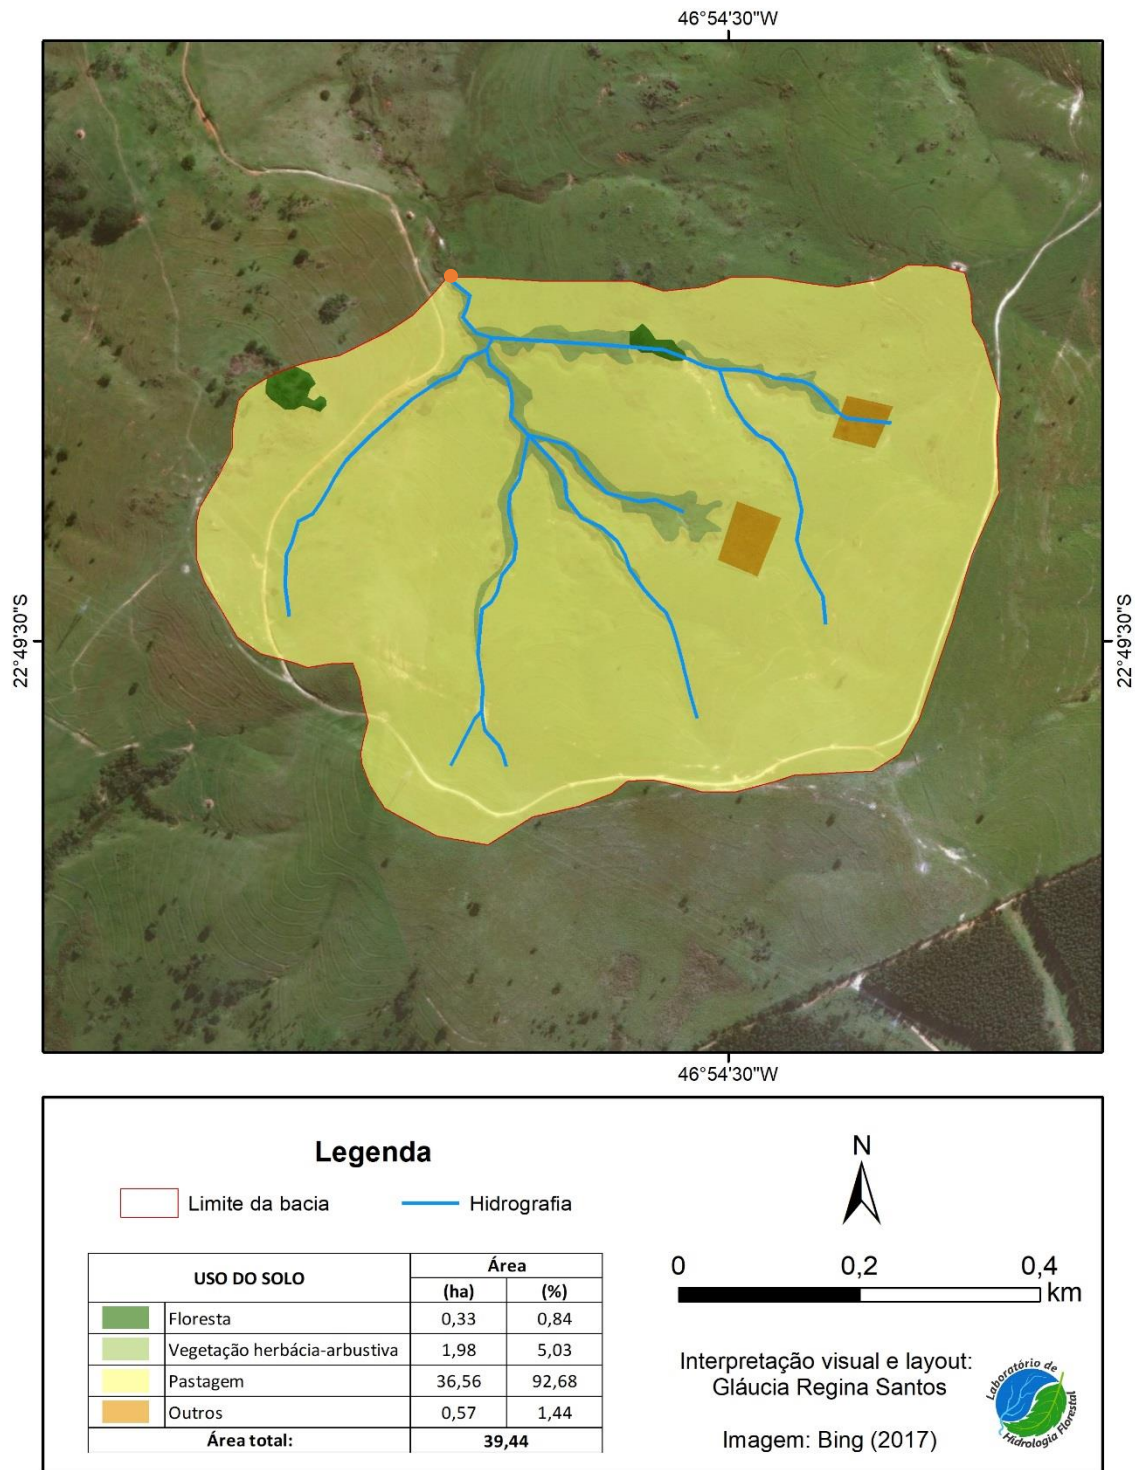 46°54'30"W
22°49'30"S
22°49'30"S
46°54'30"W
Legenda
Limite da bacia
Hidrografia
N
USO DO SOLO
Área
(ha)
(%)
Floresta 0,33 0,84
Vegetação herbácia-arbustiva 1,98 5,03
Pastagem 36,56 92,68
Outros 0,57 1,44
Área total: 39,44
0 0,2 0,4
km
Interpretação visual e layout:
Gláucia Regina Santos
Imagem: Bing (2017)
Laboratório de
Hidrologia Florestal